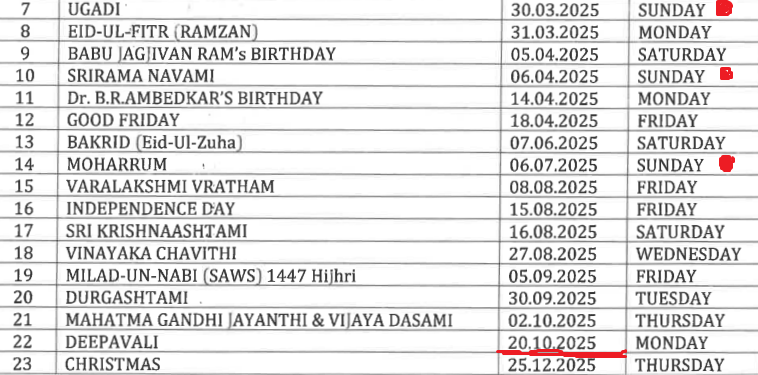 7 UGADI 30.03.2025 SUNDAY
8 EID-UL-FITR (RAMZAN) 31.03.2025 MONDAY
9 BABU JAGJIVAN RAM's BIRTHDAY 05.04.2025 SATURDAY
10 SRIRAMA NAVAMI 06.04.2025 SUNDAY
11 Dr. B.R.AMBEDKAR'S BIRTHDAY 14.04.2025 MONDAY
12 GOOD FRIDAY 18.04.2025 FRIDAY
13 BAKRID (Eid-Ul-Zuha) 07.06.2025 SATURDAY
14 MOHARRUM 06.07.2025 SUNDAY
15 VARALAKSHMI VRATHAM 08.08.2025 FRIDAY
16 INDEPENDENCE DAY 15.08.2025 FRIDAY
17 SRI KRISHNAASHTAMI 16.08.2025 SATURDAY
18 VINAYAKA CHAVITHI 27.08.2025 WEDNESDAY
19 MILAD-UN-NABI (SAWS) 1447 Hijhri 05.09.2025 FRIDAY
20 DURGASHTAMI 30.09.2025 TUESDAY
21 MAHATMA GANDHI JAYANTHI & VIJAYA DASAMI 02.10.2025 THURSDAY
22 DEEPAVALI 20.10.2025 MONDAY
23 CHRISTMAS 25.12.2025 THURSDAY